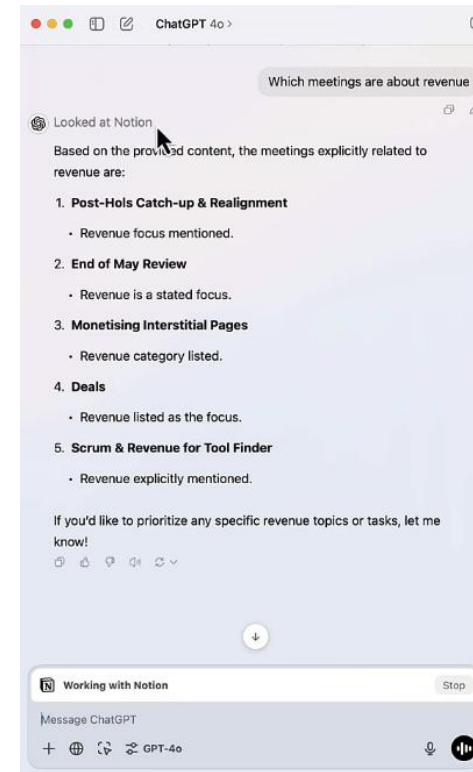 ChatGPT 4o >
Which meetings are about revenue
Looked at Notion
Based on the provided content, the meetings explicitly related to
revenue are:
1. Post-Hols Catch-up & Realignment
• Revenue focus mentioned.
2. End of May Review
• Revenue is a stated focus.
3. Monetising Interstitial Pages
• Revenue category listed.
4. Deals
• Revenue listed as the focus.
5. Scrum & Revenue for Tool Finder
• Revenue explicitly mentioned.
If you'd like to prioritize any specific revenue topics or tasks, let me
know!
Working with Notion
Stop
Message ChatGPT
GPT-4o